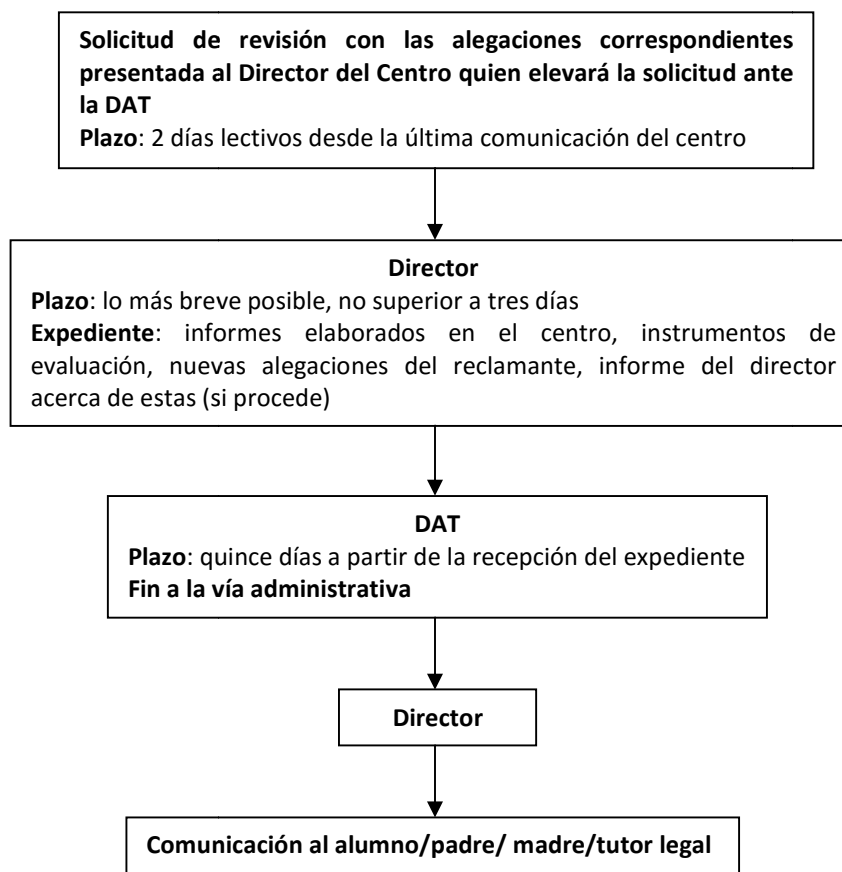 Solicitud de revisión con las alegaciones correspondientes
presentada al Director del Centro quien elevará la solicitud ante
la DAT
Plazo: 2 días lectivos desde la última comunicación del centro
Director
Plazo: lo más breve posible, no superior a tres días
Expediente: informes elaborados en el centro, instrumentos de
evaluación, nuevas alegaciones del reclamante, informe del director
acerca de estas (si procede)
DAT
Plazo: quince días a partir de la recepción del expediente
Fin a la vía administrativa
Director
Comunicación al alumno/padre/ madre/tutor legal